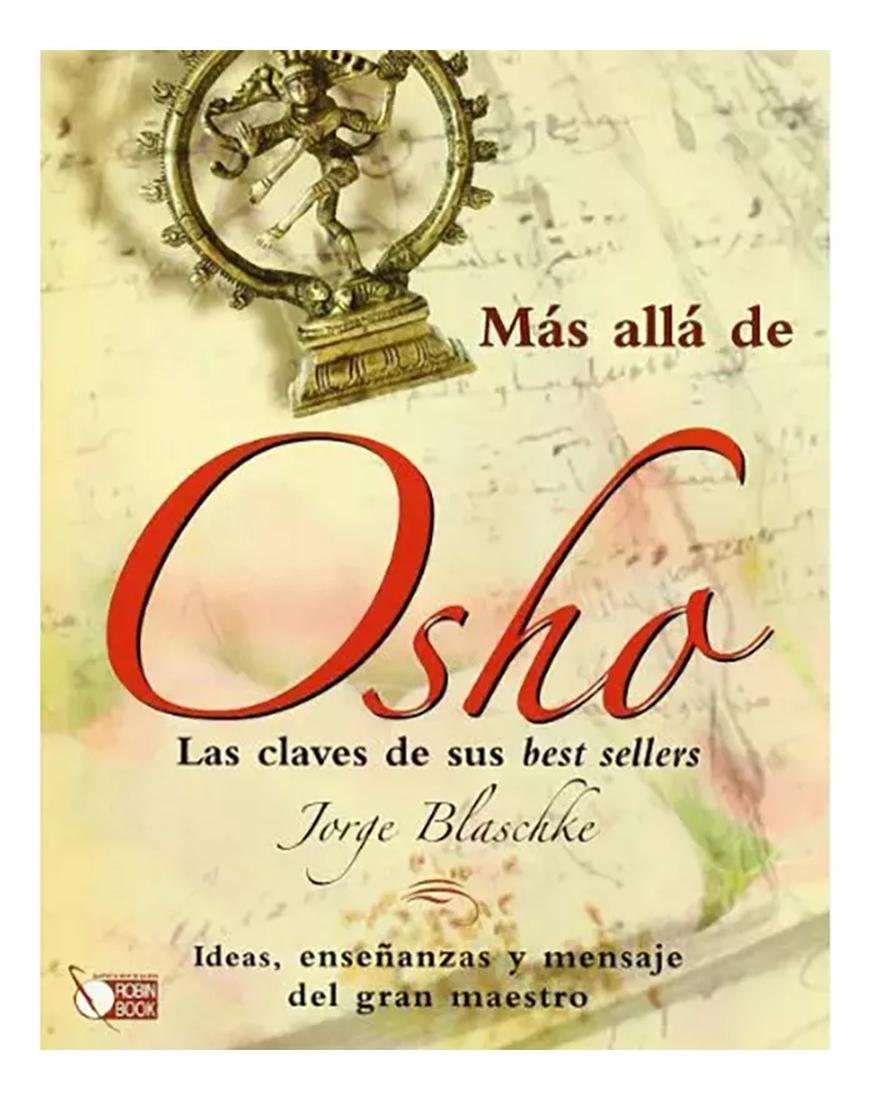 Más allá de
Osho
Las claves de sus best sellers
Jorge Blaschke
Ideas, enseñanzas y mensaje
del gran maestro
ROBIN
BOOK